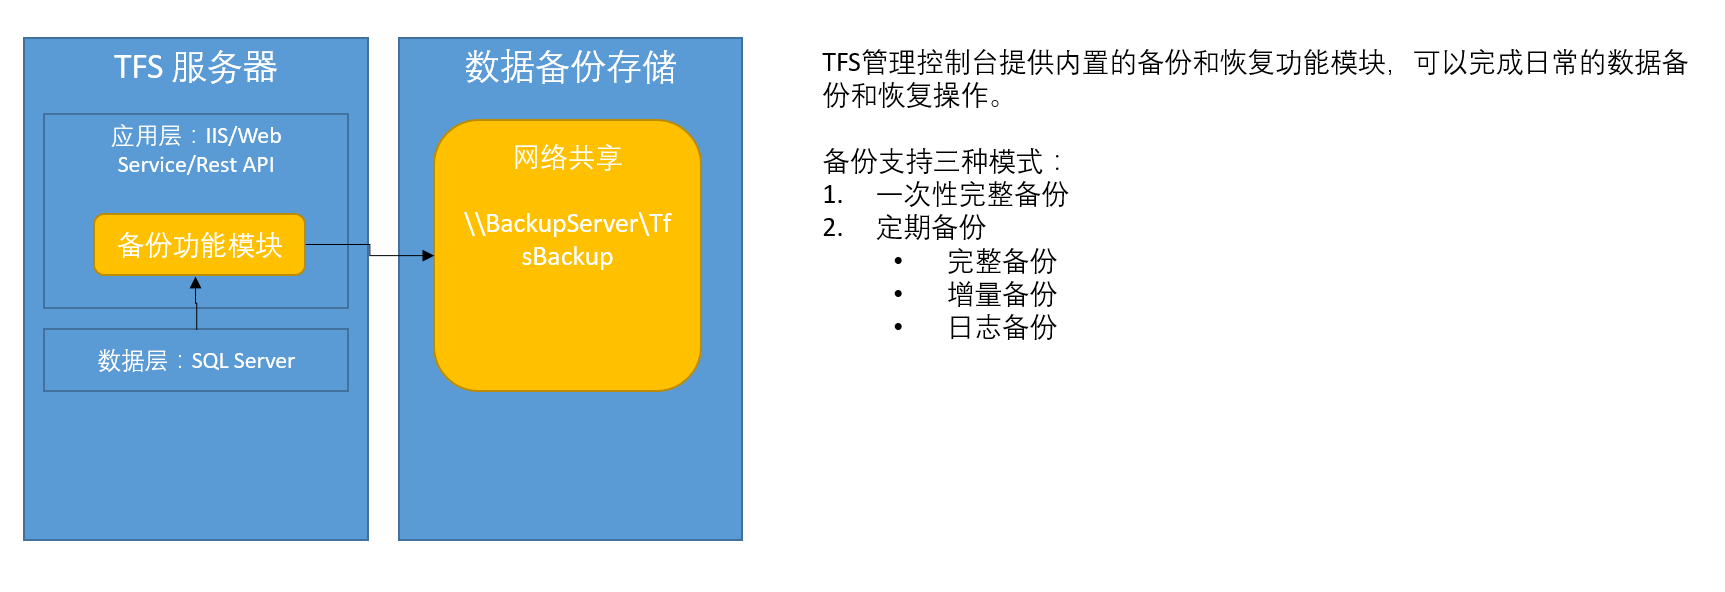 TFS 服务器
应用层：IIS/Web
Service/Rest API
备份功能模块
数据层：SQL Server
数据备份存储
网络共享
\\BackupServer\Tf
sBackup
TFS管理控制台提供内置的备份和恢复功能模块，可以完成日常的数据备
份和恢复操作。
备份支持三种模式：
1. 一次性完整备份
2. 定期备份
• 完整备份
• 增量备份
• 日志备份